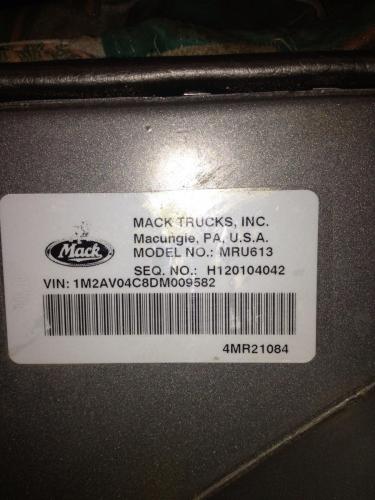 Mack
MACK TRUCKS, INC.
Macungie, PA, U.S.A.
MODEL NO.: MRU613
SEQ. NO.: H120104042
VIN: 1M2AV04C8DM009582
4MR21084